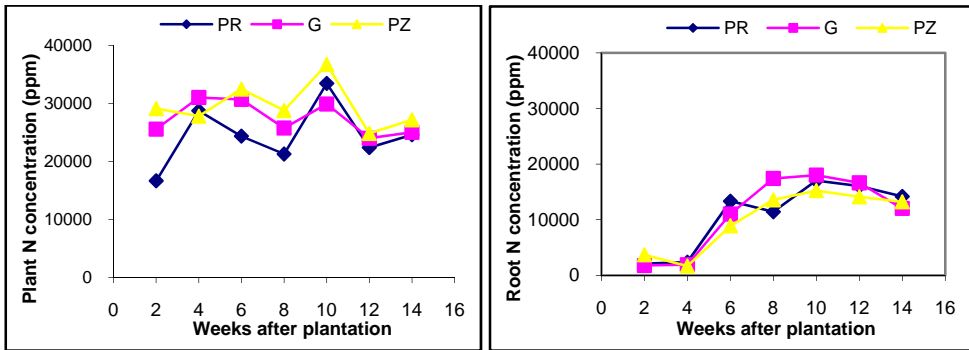 PR G PZ
Plant N concentration (ppm)
40000
30000
20000
10000
0
0 2 4 6 8 10 12 14 16
Weeks after plantation
PR G PZ
Root N concentration (ppm)
40000
30000
20000
10000
0
0 2 4 6 8 10 12 14 16
Weeks after plantation